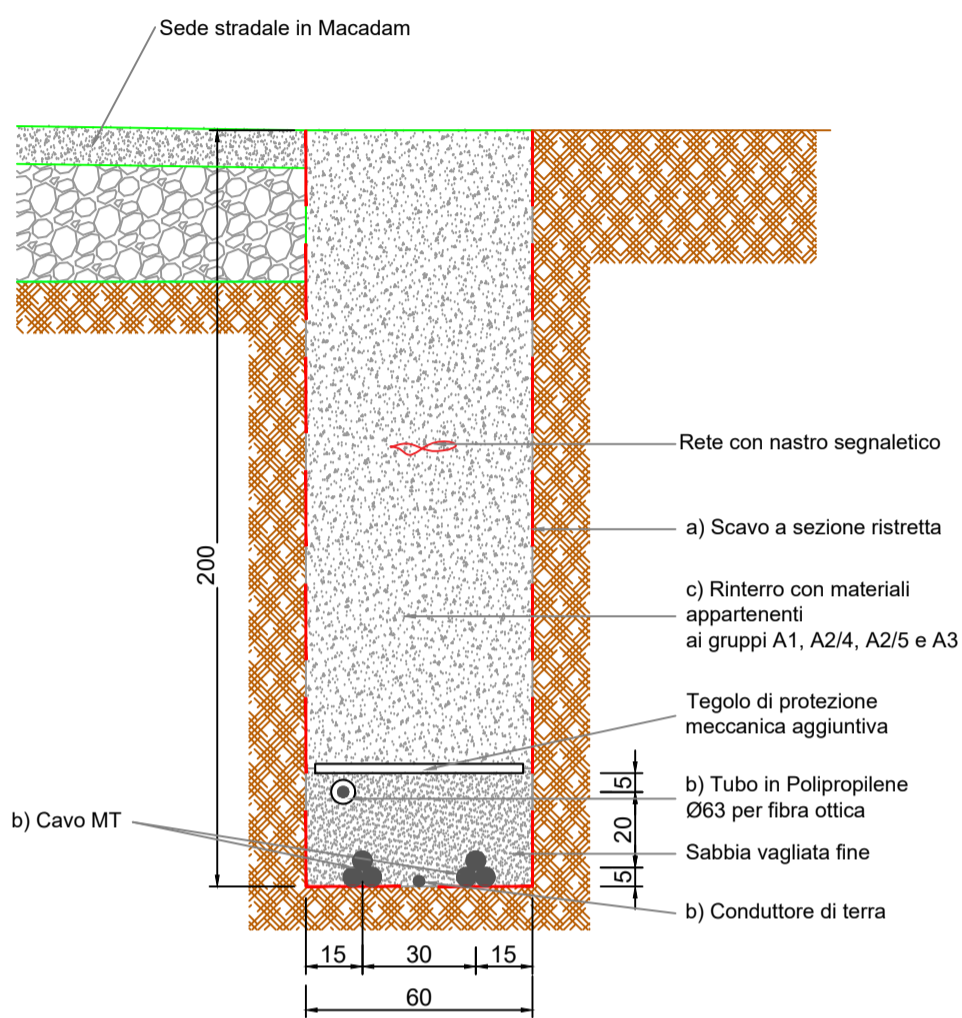 Sede stradale in Macadam
Rete con nastro segnaletico
a) Scavo a sezione ristretta
200
c) Rinterro con materiali
appartenenti
ai gruppi A1, A2/4, A2/5 e A3
Tegolo di protezione
meccanica aggiuntiva
5
b) Tubo in Polipropilene
Ø63 per fibra ottica
b) Cavo MT
20
Sabbia vagliata fine
5
b) Conduttore di terra
15
30
15
60